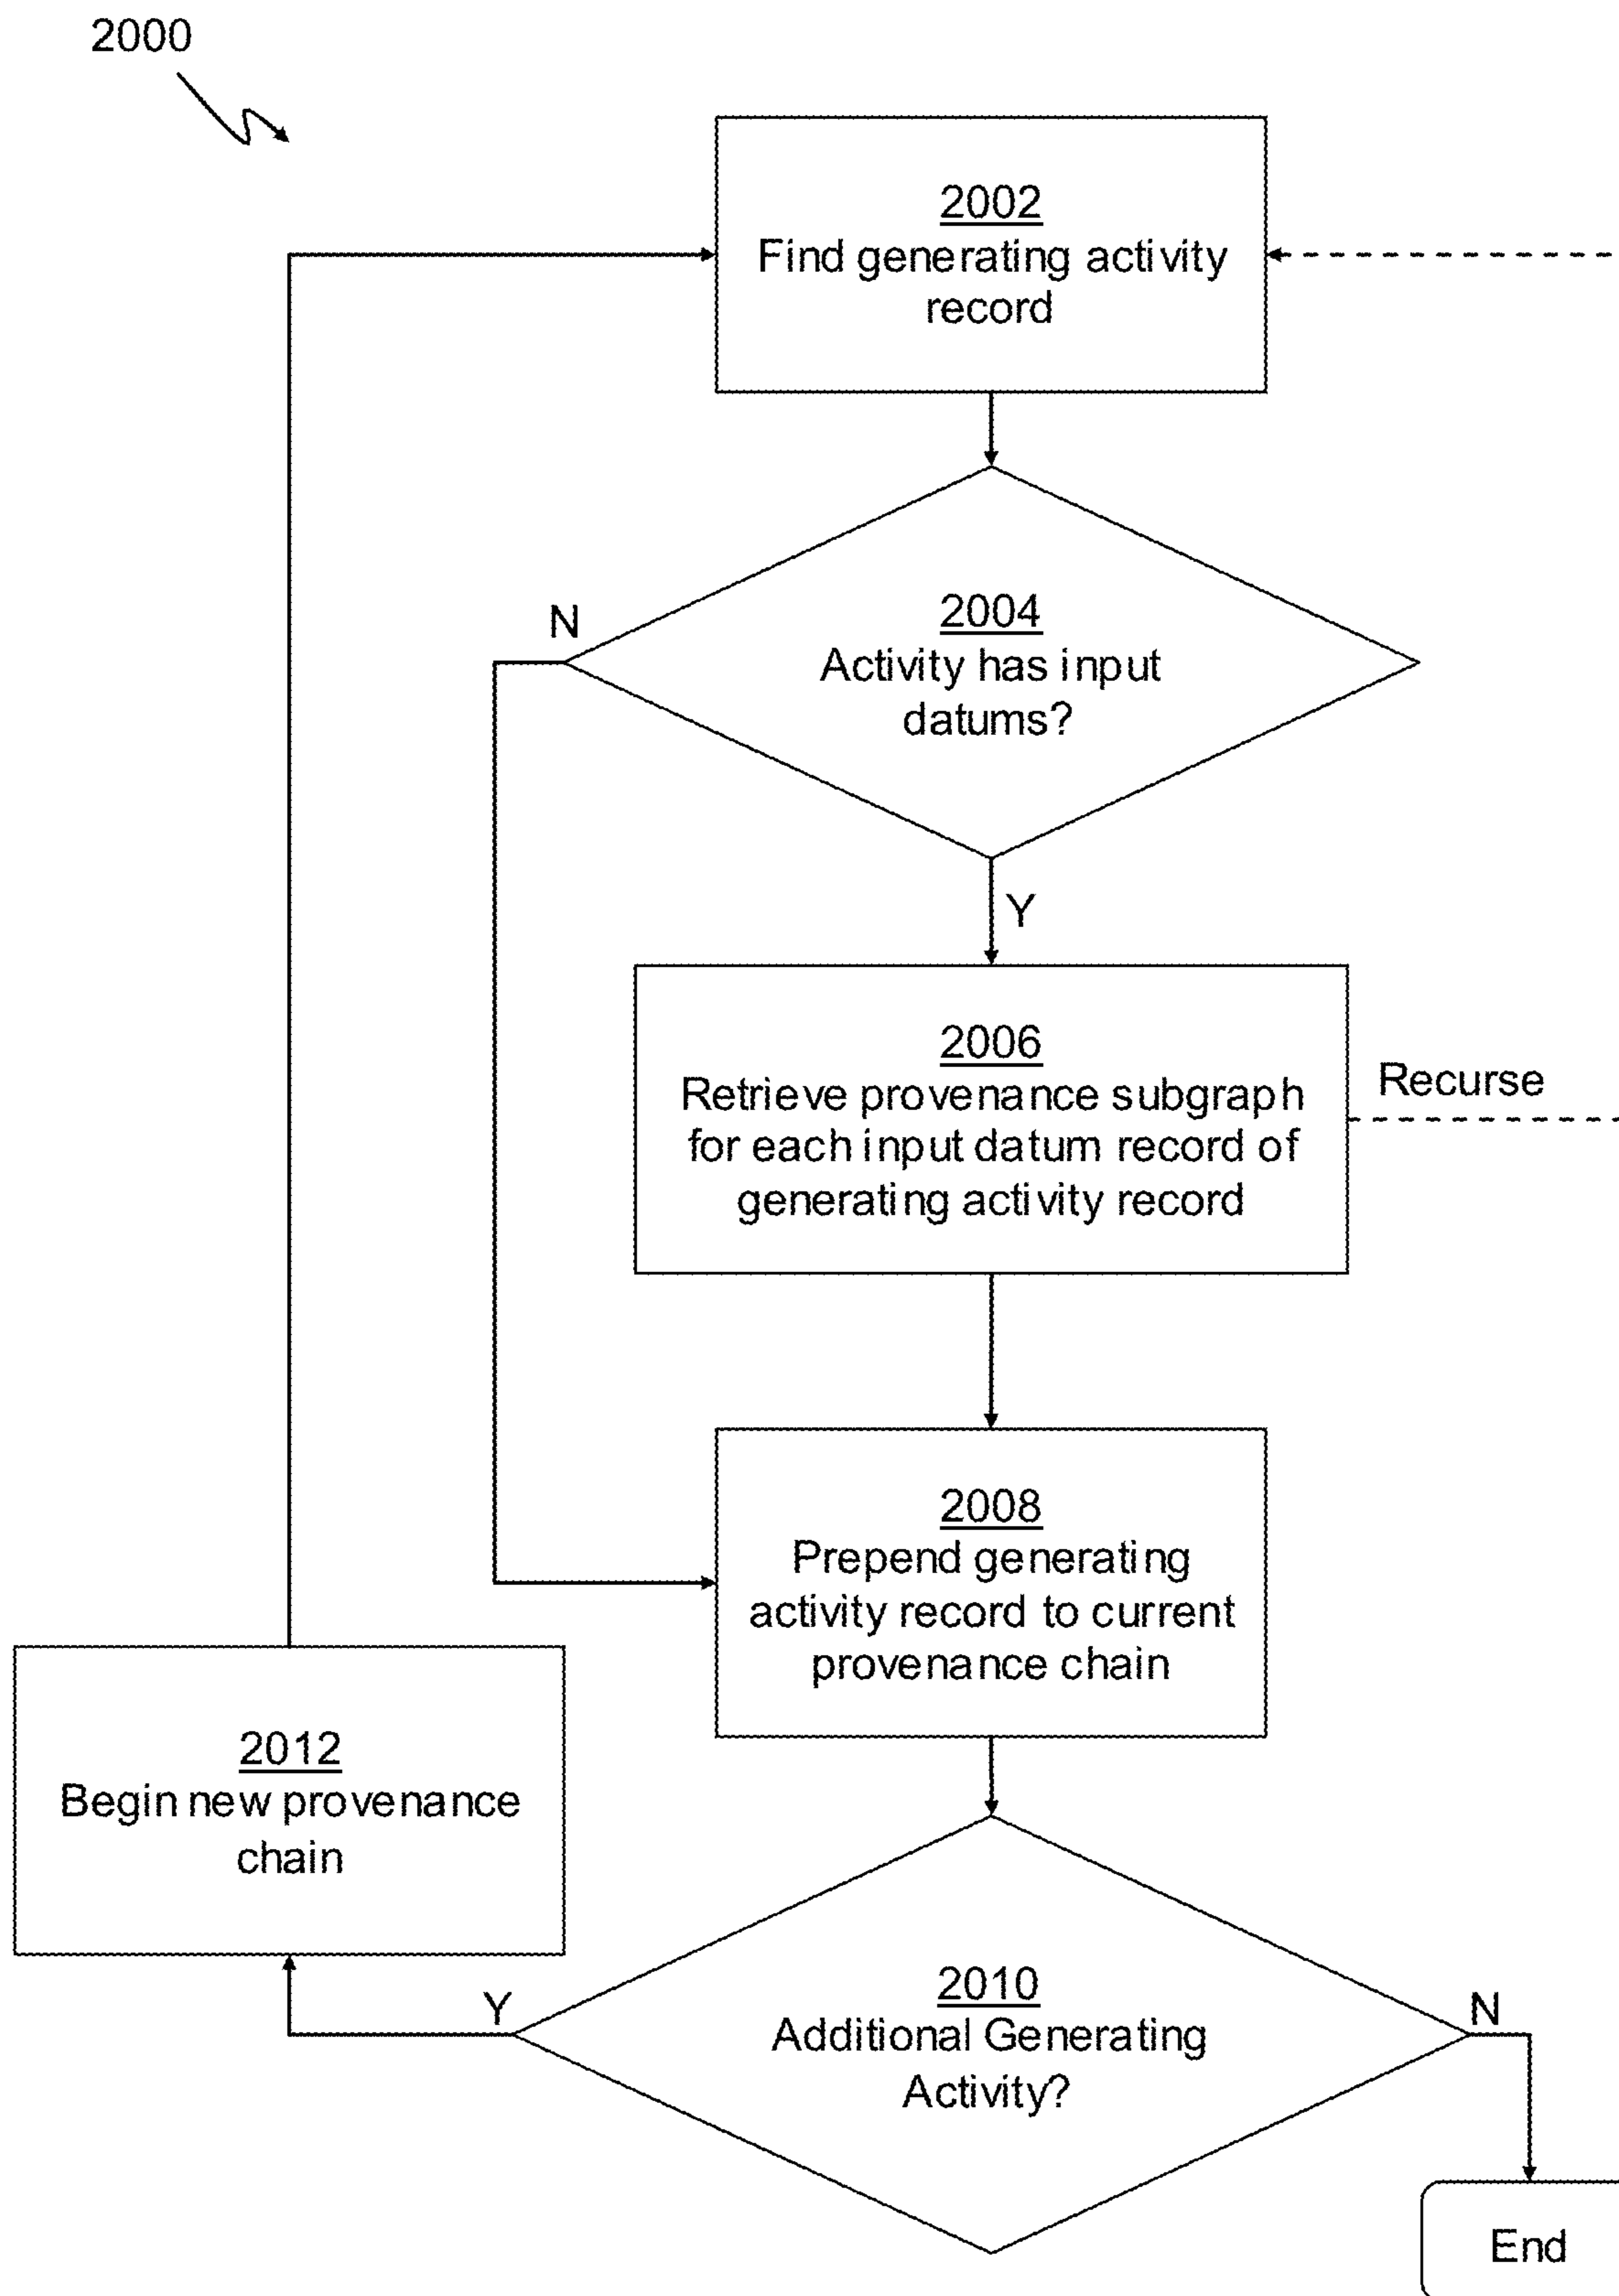 2000
2002
Find generating activity
record
2004
Activity has input
datums?
N
Y
2006
Retrieve provenance subgraph
for each input datum record of
generating activity record
Recurse
2008
Prepend generating
activity record to current
provenance chain
2012
Begin new provenance
chain
2010
Additional Generating
Activity?
Y
N
End